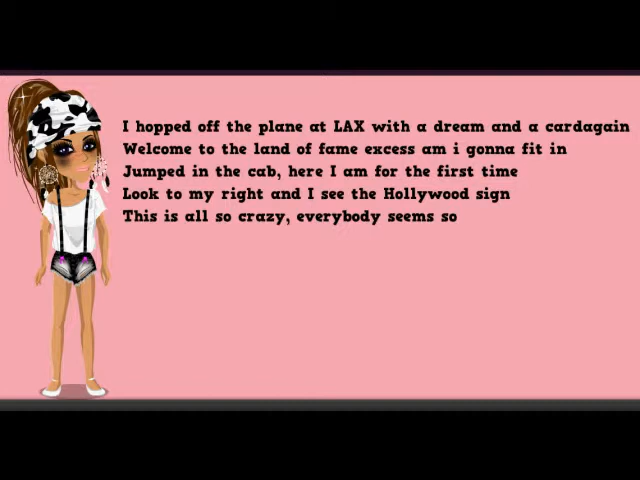 I hopped off the plane at LAX with a dream and a cardagain
Welcome to the land of fame excess am i gonna fit in
Jumped in the cab, here I am for the first time
Look to my right and I see the Hollywood sign
This is all so crazy, everybody seems so